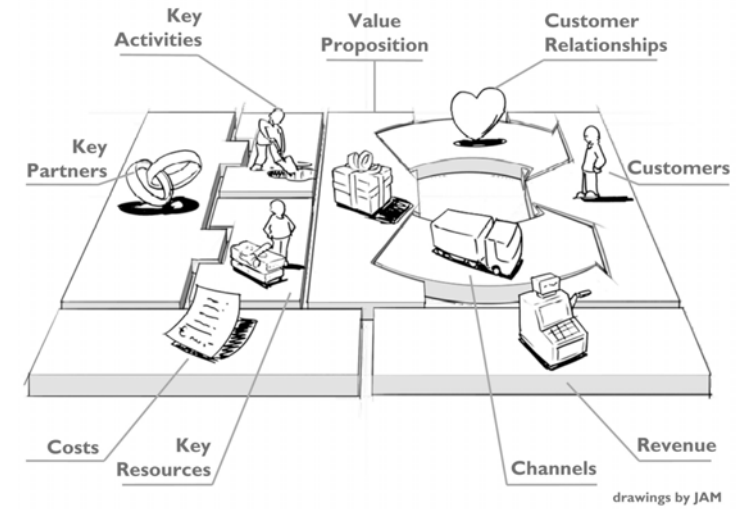 Key
Activities
Value
Proposition
Customer
Relationships
Key
Partners
Customers
Costs
Key
Resources
Channels
Revenue
drawings by JAM